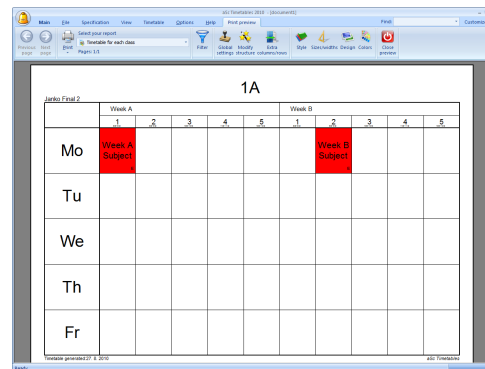 aSc Timetables 2010 - [document1]
Main File Specification View Timetable Options Help Print preview Find: Customize
Previous page
Next page
Print
Select your report
Timetable for each class
Pages: 1/1
Filter
Global settings
Modify structure
Extra columns/rows
Style
Sizes/widths
Design
Colors
Close preview
1A
Janko Final 2
Week A Week B
1 2 3 4 5 1 2 3 4 5
Mo
Week A Subject
Week B Subject
Tu
We
Th
Fr
Timetable generated:27. 8. 2010 aSc Timetables
Ready